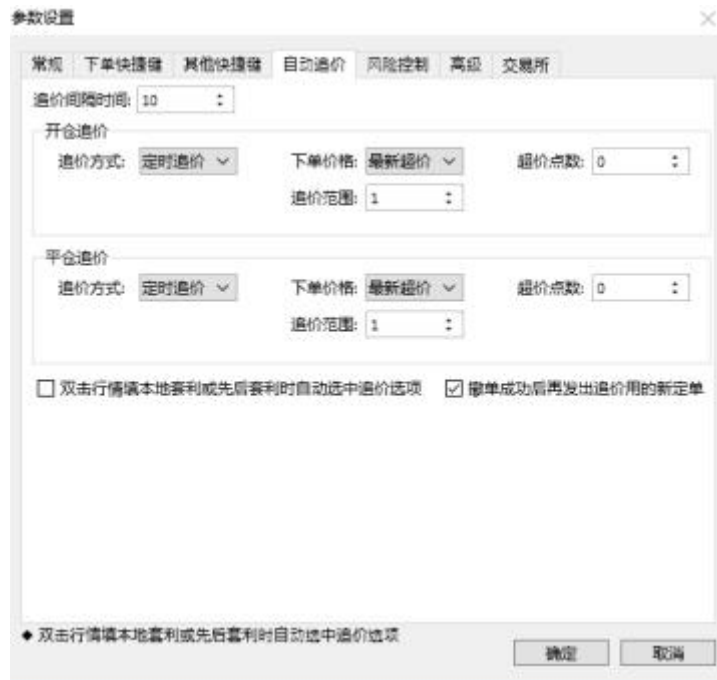 参数设置
常规 下单快捷键 其他快捷键 自动追价 风险控制 高级 交易所
追价间隔时间: 10
开仓追价
追价方式: 定时追价 下单价格: 最新超价 超价点数: 0
追价范围: 1
平仓追价
追价方式: 定时追价 下单价格: 最新超价 超价点数: 0
追价范围: 1
双击行情填本地套利或先后套利时自动选中追价选项 撤单成功后再发出追价用的新定单
◆ 双击行情填本地套利或先后套利时自动选中追价选项
确定 取消